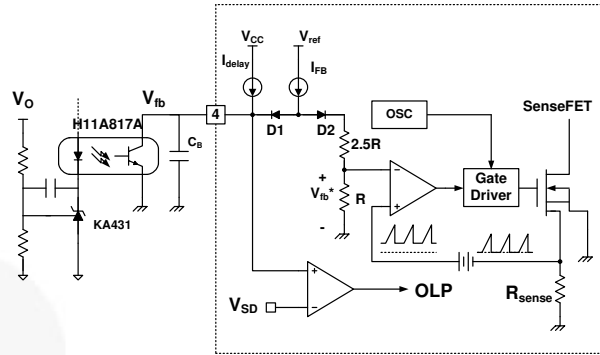 V_CC V_ref
I_delay I_FB
V_O H11A817A V_fb 4
C_B D1 D2
2.5R
OSC
SenseFET
+
V_fb* R
-
−
+
Gate
Driver
KA431
+
−
V_SD
OLP
R_sense